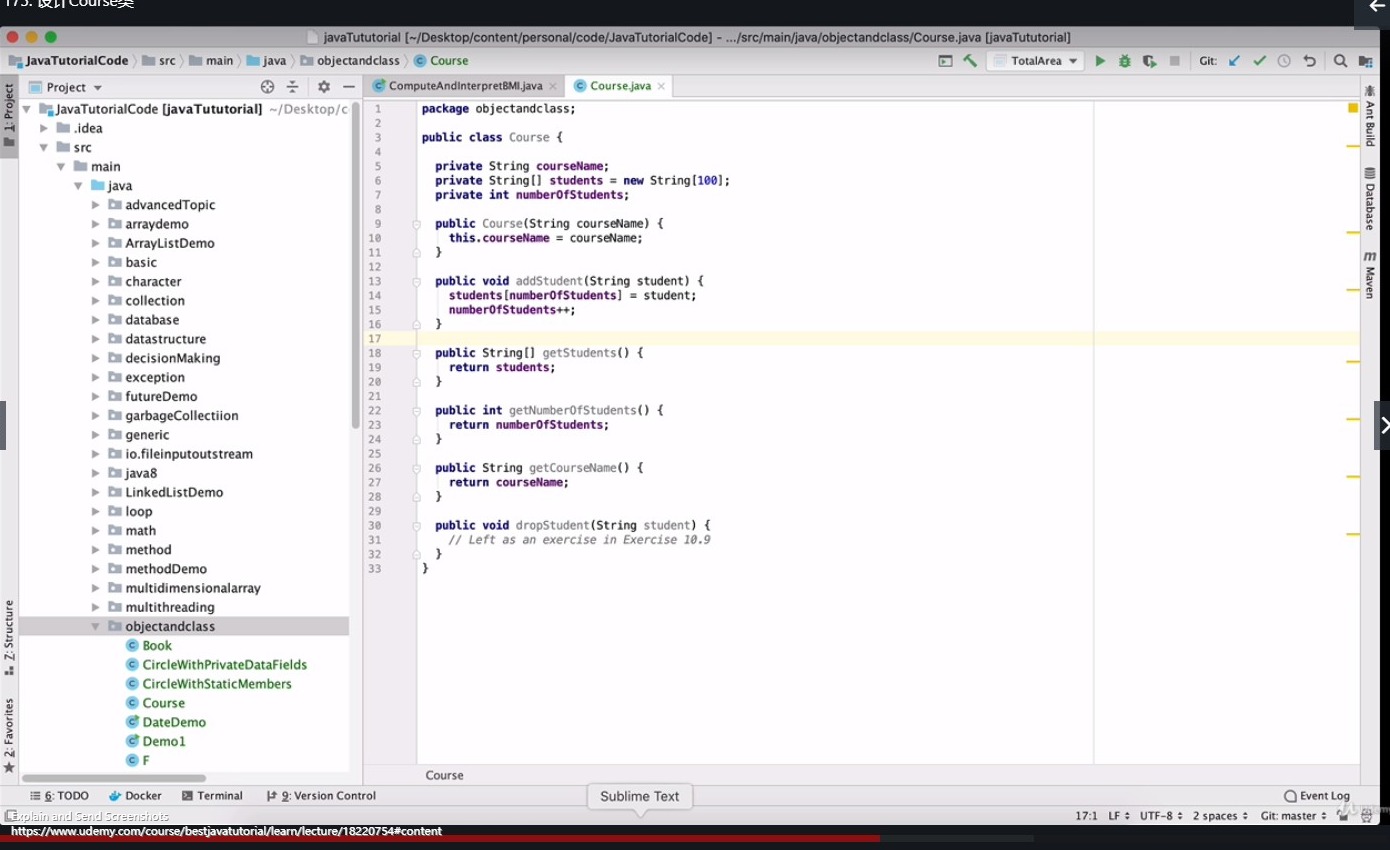 175. 设计Course类
javaTututorial [~/Desktop/content/personal/code/JavaTutorialCode] - .../src/main/java/objectandclass/Course.java [javaTututorial]
JavaTutorialCode src main java objectandclass Course TotalArea Git:
1: Project
Project
ComputeAndInterpretBMI.java Course.java
JavaTutorialCode [javaTututorial] ~/Desktop/c
.idea
src
main
java
advancedTopic
arraydemo
ArrayListDemo
basic
character
collection
database
datastructure
decisionMaking
exception
futureDemo
garbageCollectiion
generic
io.fileinputoutstream
java8
LinkedListDemo
loop
math
method
methodDemo
multidimensionalarray
multithreading
objectandclass
Book
CircleWithPrivateDataFields
CircleWithStaticMembers
Course
DateDemo
Demo1
F
Z: Structure
2: Favorites
1 package objectandclass;
2
3 public class Course {
4
5 private String courseName;
6 private String[] students = new String[100];
7 private int numberOfStudents;
8
9 public Course(String courseName) {
10 this.courseName = courseName;
11 }
12
13 public void addStudent(String student) {
14 students[numberOfStudents] = student;
15 numberOfStudents++;
16 }
17
18 public String[] getStudents() {
19 return students;
20 }
21
22 public int getNumberOfStudents() {
23 return numberOfStudents;
24 }
25
26 public String getCourseName() {
27 return courseName;
28 }
29
30 public void dropStudent(String student) {
31 // Left as an exercise in Exercise 10.9
32 }
33 }
Ant Build
Database
Maven
Course
6: TODO Docker Terminal 9: Version Control Event Log
Sublime Text
Explain and Send Screenshots
17:1 LF UTF-8 2 spaces Git: master
https://www.udemy.com/course/bestjavatutorial/learn/lecture/18220754#content